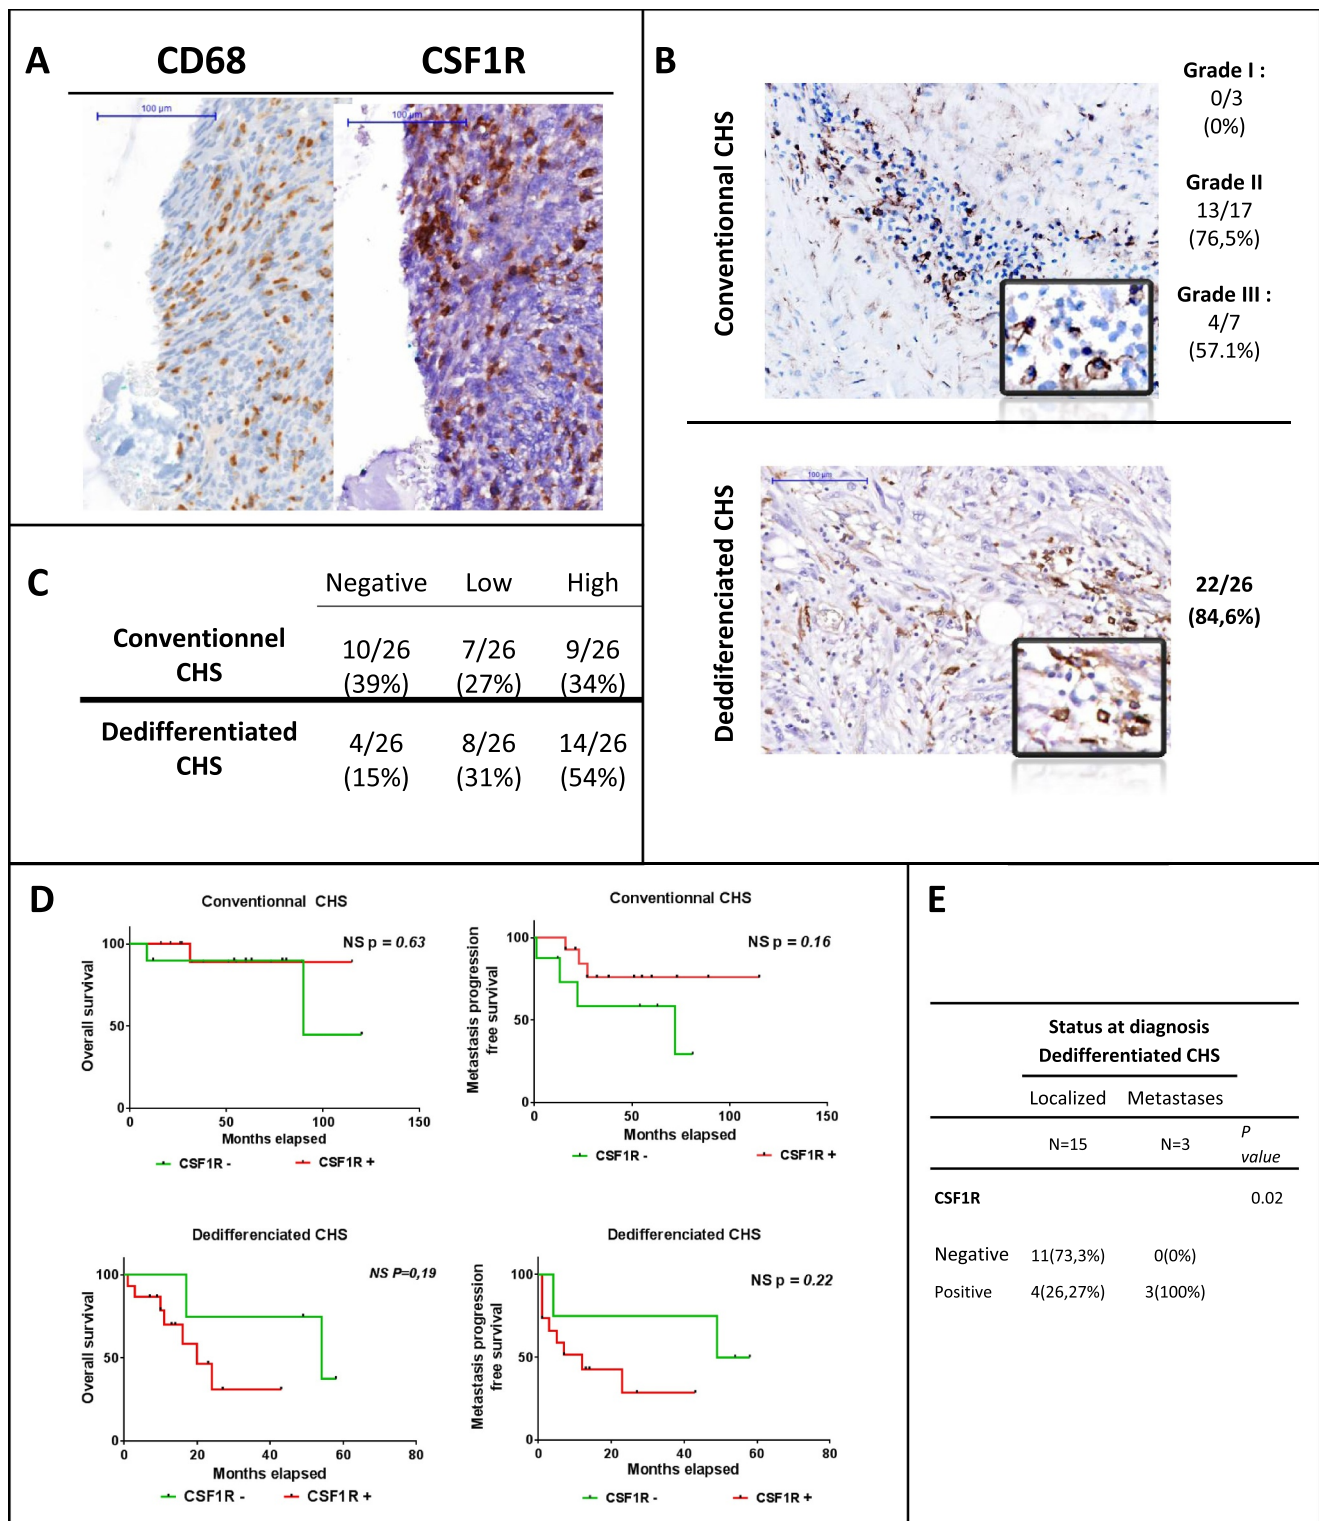 A
CD68
CSF1R
100 µm
100 µm
B
Conventionnal CHS
Grade I :
0/3
(0%)
Grade II
13/17
(76,5%)
Grade III :
4/7
(57.1%)
Deddiferenciated CHS
100 µm
22/26
(84,6%)
C
Negative Low High
Conventionnel
CHS
10/26 7/26 9/26
(39%) (27%) (34%)
Dedifferentiated
CHS
4/26 8/26 14/26
(15%) (31%) (54%)
D
Conventionnal CHS
NS p = 0.63
Overall survival
100
50
0
0 50 100 150
Months elapsed
CSF1R - CSF1R +
Conventionnal CHS
NS p = 0.16
Metastasis progression
free survival
100
50
0
0 50 100 150
Months elapsed
CSF1R - CSF1R +
Dedifferenciated CHS
NS P=0,19
Overall survival
100
50
0
0 20 40 60 80
Months elapsed
CSF1R - CSF1R +
Dedifferenciated CHS
NS p = 0.22
Metastasis progression
free survival
100
50
0
0 20 40 60 80
Months elapsed
CSF1R - CSF1R +
E
Status at diagnosis
Dedifferentiated CHS
Localized Metastases
N=15 N=3 P
value
CSF1R 0.02
Negative 11(73,3%) 0(0%)
Positive 4(26,27%) 3(100%)